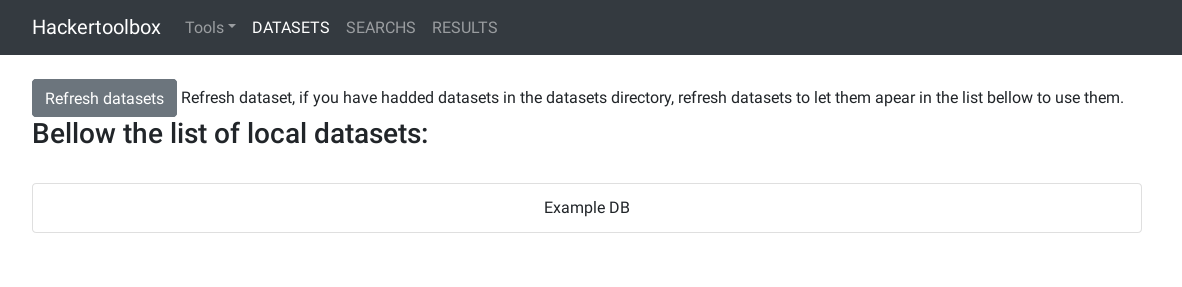 Hackertoolbox Tools DATASETS SEARCHS RESULTS
Refresh datasets Refresh dataset, if you have hadded datasets in the datasets directory, refresh datasets to let them apear in the list bellow to use them.
Bellow the list of local datasets:
Example DB